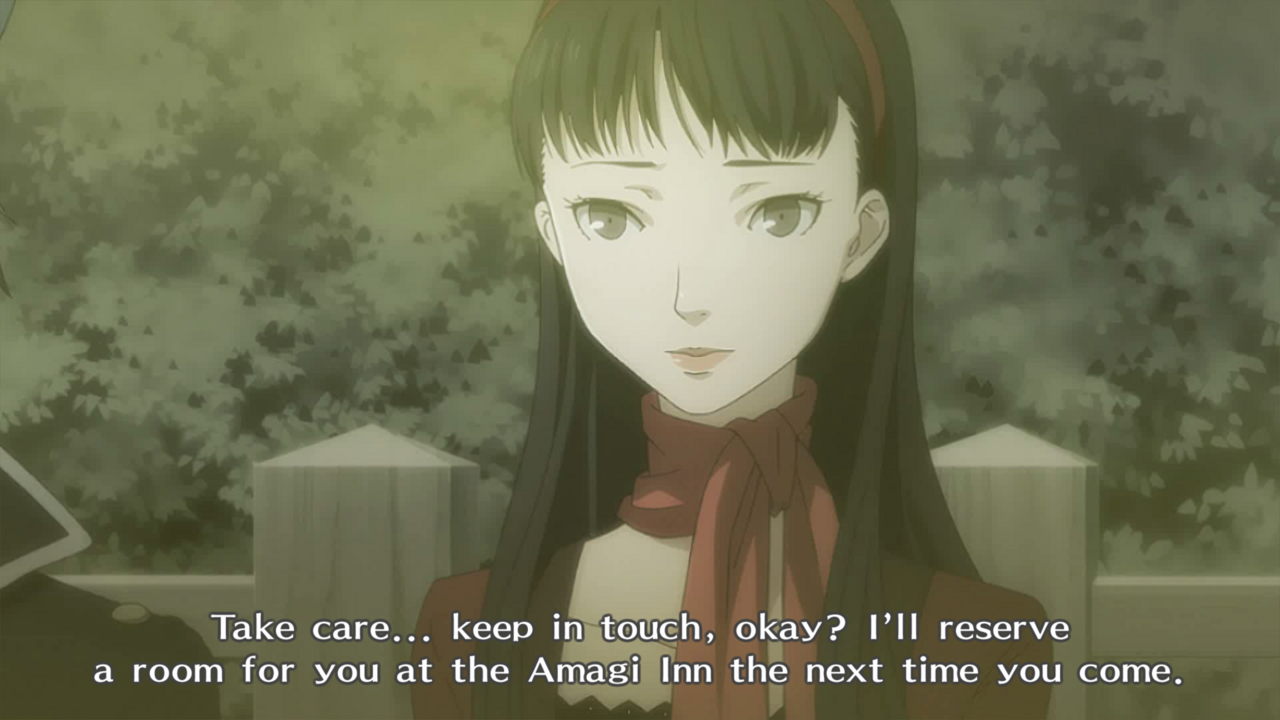 Take care... keep in touch, okay? I'll reserve
a room for you at the Amagi Inn the next time you come.